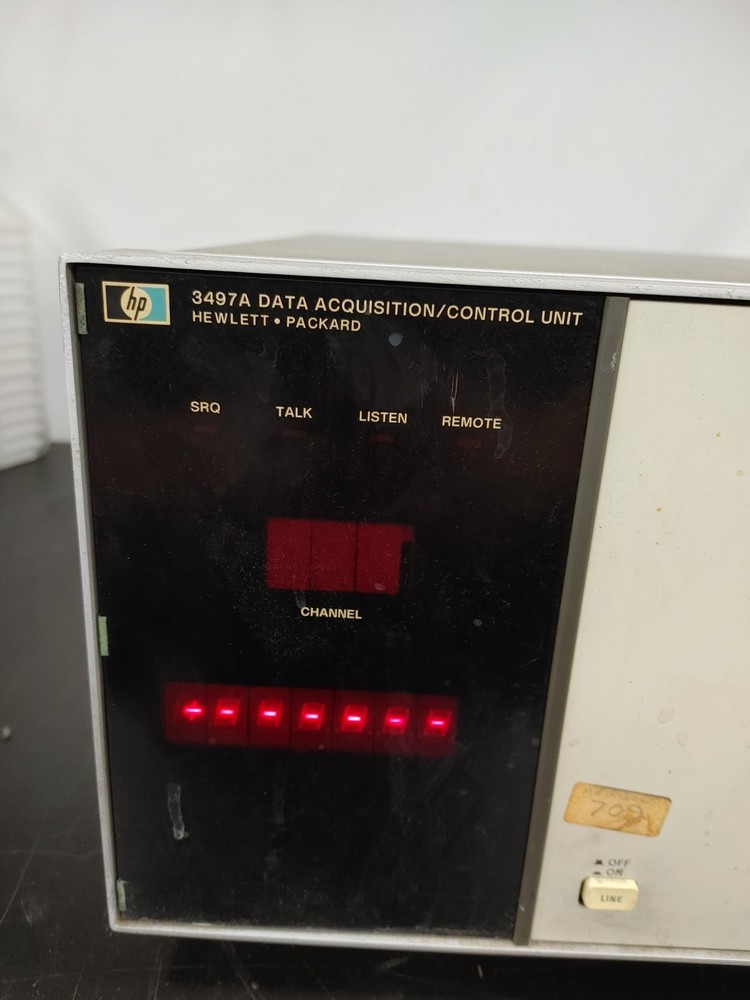 hp
3497A DATA ACQUISITION/CONTROL UNIT
HEWLETT • PACKARD
SRQ TALK LISTEN REMOTE
CHANNEL
- - - - - - -
709
OFF
ON
LINE